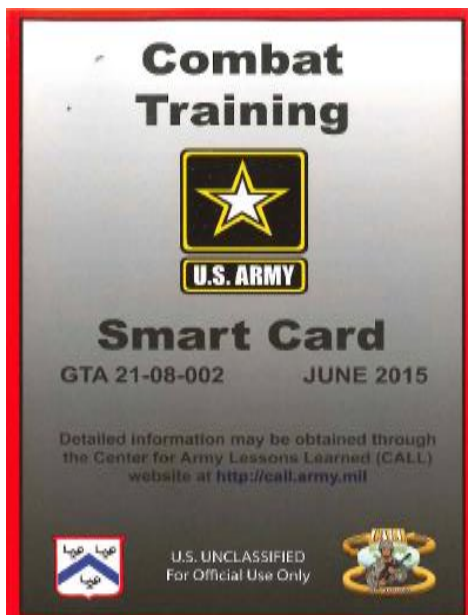 Combat
Training
U.S. ARMY
Smart Card
GTA 21-08-002 JUNE 2015
Detailed information may be obtained through
the Center for Army Lessons Learned (CALL)
website at http://call.army.mil
U.S. UNCLASSIFIED
For Official Use Only